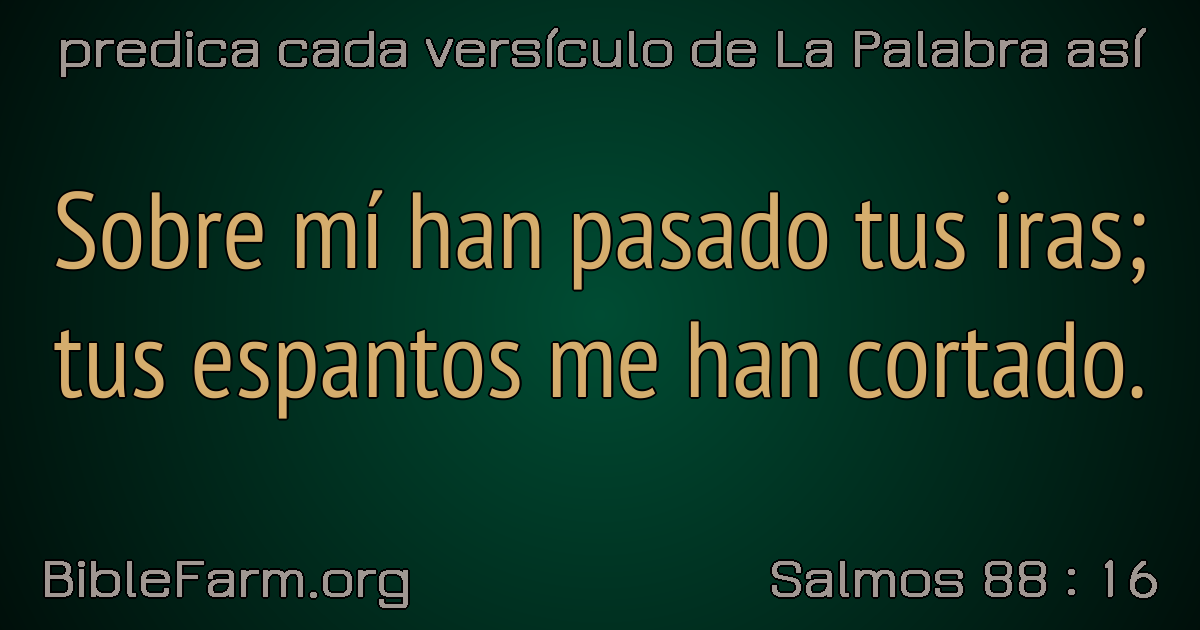 predica cada versículo de La Palabra así
Sobre mí han pasado tus iras;
tus espantos me han cortado.
BibleFarm.org
Salmos 88 : 16